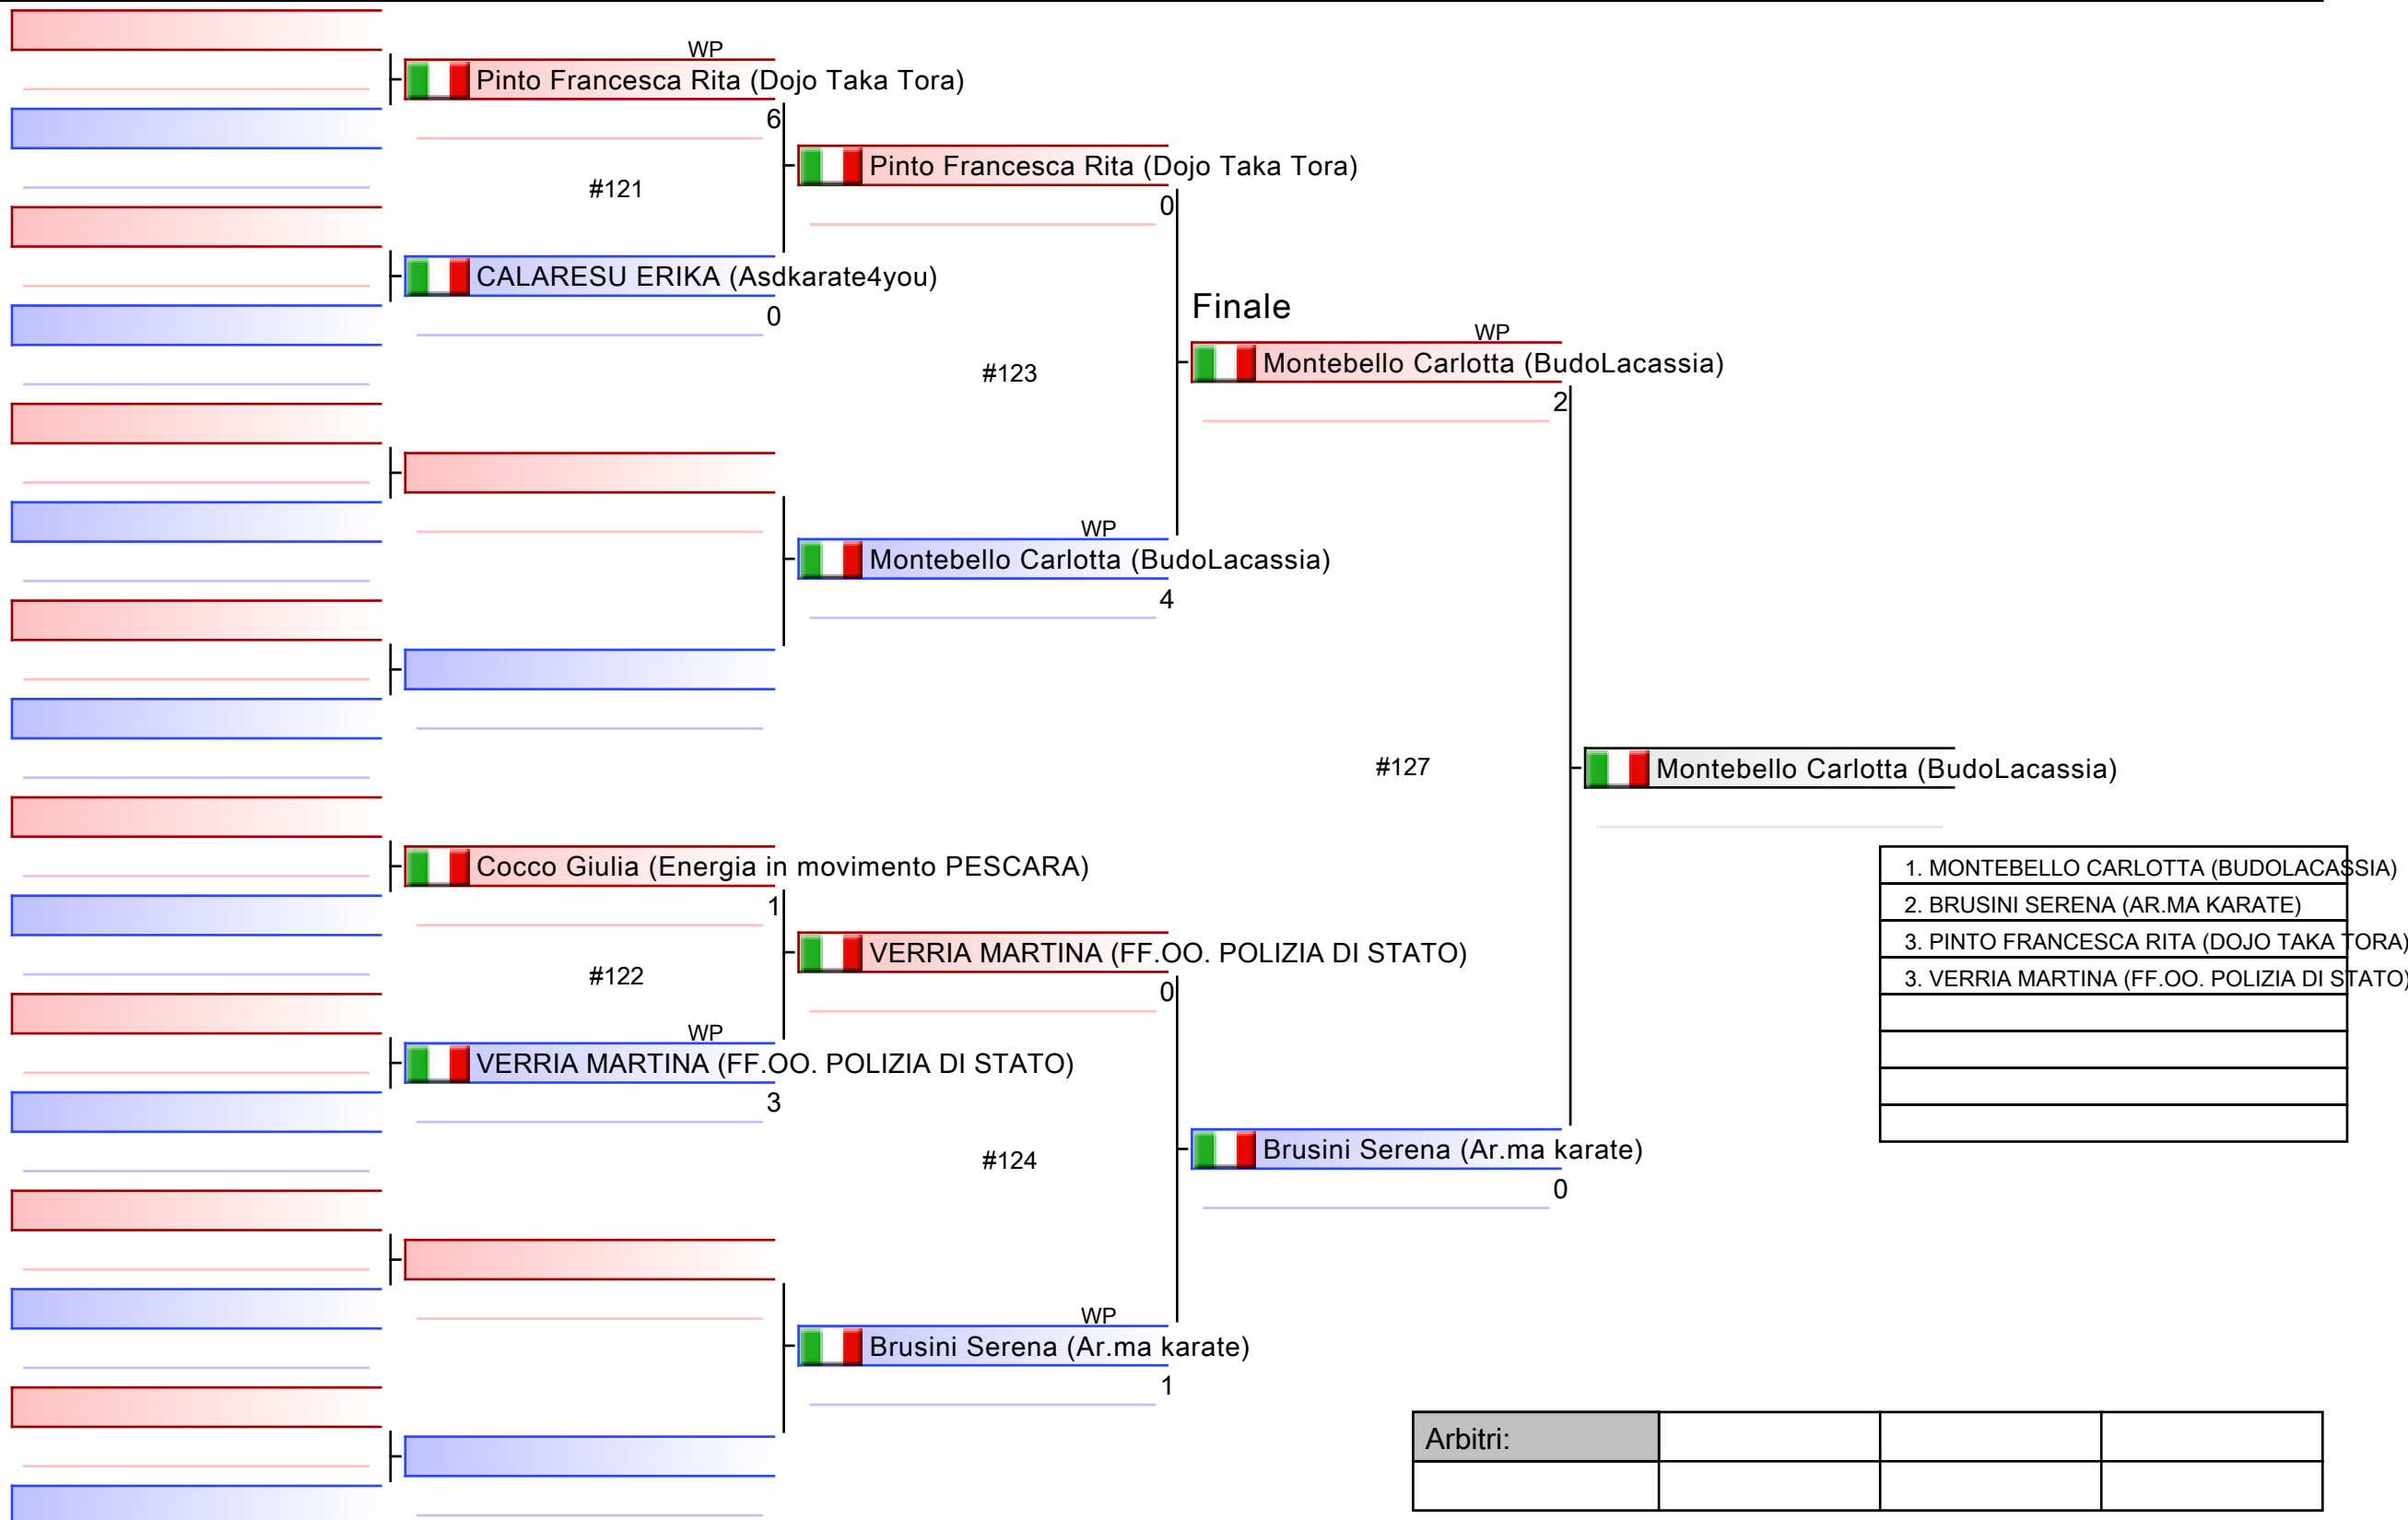 WP
Pinto Francesca Rita (Dojo Taka Tora)
6
#121
CALARESU ERIKA (Asdkarate4you)
0
Pinto Francesca Rita (Dojo Taka Tora)
0
#123
WP
Montebello Carlotta (BudoLacassia)
4
Finale
WP
Montebello Carlotta (BudoLacassia)
2
#127
Montebello Carlotta (BudoLacassia)
Cocco Giulia (Energia in movimento PESCARA)
1
#122
WP
VERRIA MARTINA (FF.OO. POLIZIA DI STATO)
3
VERRIA MARTINA (FF.OO. POLIZIA DI STATO)
0
#124
WP
Brusini Serena (Ar.ma karate)
1
Brusini Serena (Ar.ma karate)
0
1. MONTEBELLO CARLOTTA (BUDOLACASSIA)
2. BRUSINI SERENA (AR.MA KARATE)
3. PINTO FRANCESCA RITA (DOJO TAKA TORA)
3. VERRIA MARTINA (FF.OO. POLIZIA DI STATO)
Arbitri: